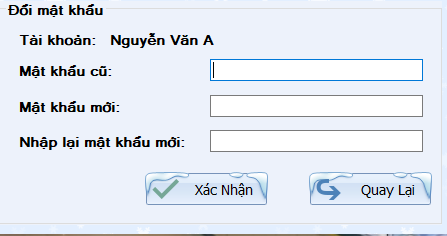 Đổi mật khẩu
Tài khoản: Nguyễn Văn A
Mật khẩu cũ:
Mật khẩu mới:
Nhập lại mật khẩu mới:
Xác Nhận Quay Lại